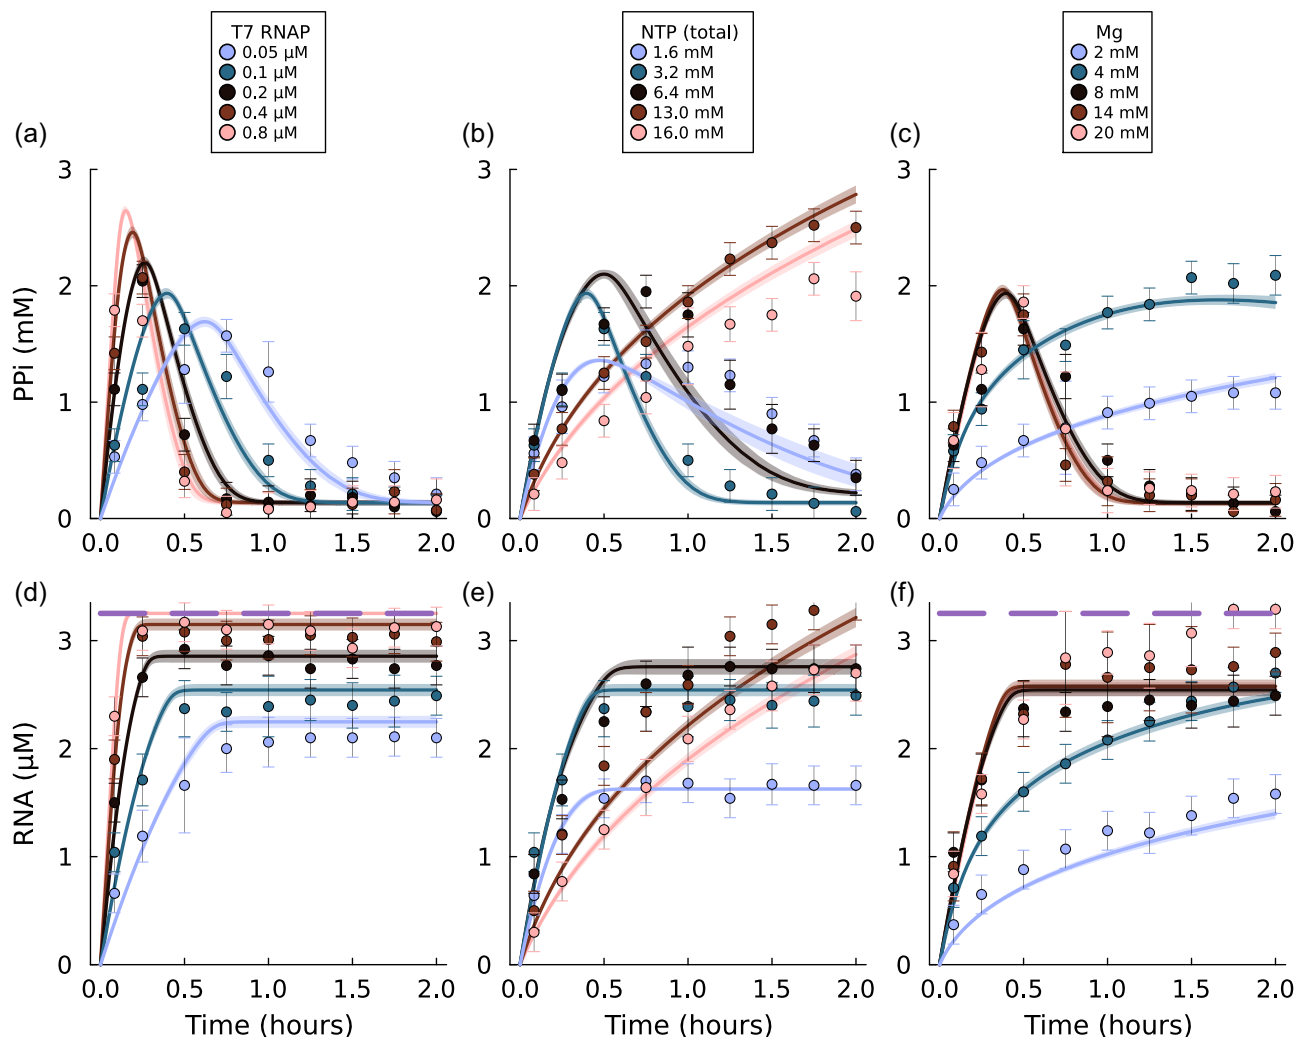 T7 RNAP
0.05 μM
0.1 μM
0.2 μM
0.4 μM
0.8 μM
NTP (total)
1.6 mM
3.2 mM
6.4 mM
13.0 mM
16.0 mM
Mg
2 mM
4 mM
8 mM
14 mM
20 mM
(a)
PPi (mM)
3
2
1
0
0.0 0.5 1.0 1.5 2.0
(b)
3
2
1
0
0.0 0.5 1.0 1.5 2.0
(c)
3
2
1
0
0.0 0.5 1.0 1.5 2.0
(d)
RNA (μM)
3
2
1
0
0.0 0.5 1.0 1.5 2.0
Time (hours)
(e)
3
2
1
0
0.0 0.5 1.0 1.5 2.0
Time (hours)
(f)
3
2
1
0
0.0 0.5 1.0 1.5 2.0
Time (hours)